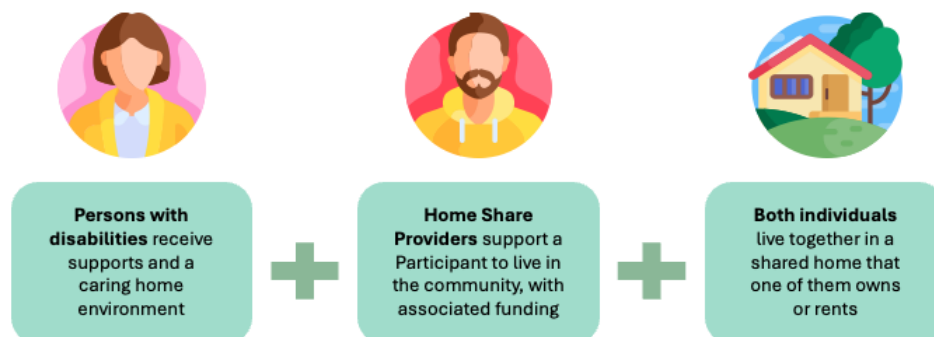 Persons with
disabilities receive
supports and a
caring home
environment
Home Share
Providers support a
Participant to live in
the community, with
associated funding
Both individuals
live together in a
shared home that
one of them owns
or rents